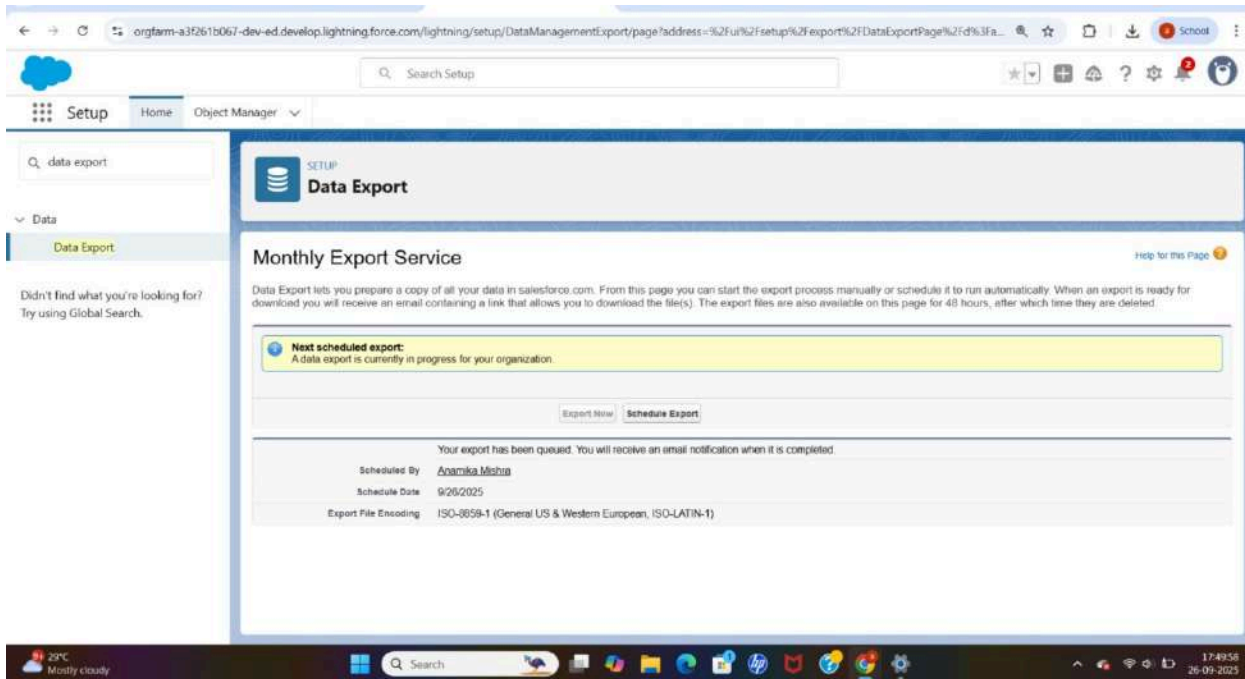 orgfarm-a3f261b067-dev-ed.develop.lightning.force.com/lightning/setup/DataManagementExport/page?address=%2Fui%2Fsetup%2Fexport%2FDataExportPage%2Fd%3Fa...
School
Search Setup
2
Setup
Home
Object Manager
data export
SETUP
Data Export
Data
Data Export
Monthly Export Service
Help for this Page
Didn't find what you're looking for?
Try using Global Search.
Data Export lets you prepare a copy of all your data in salesforce.com. From this page you can start the export process manually or schedule it to run automatically. When an export is ready for
download you will receive an email containing a link that allows you to download the file(s). The export files are also available on this page for 48 hours, after which time they are deleted.
Next scheduled export:
A data export is currently in progress for your organization.
Export Now Schedule Export
Your export has been queued. You will receive an email notification when it is completed.
Scheduled By Anamika Mishra
Schedule Date 9/26/2025
Export File Encoding ISO-8859-1 (General US & Western European, ISO-LATIN-1)
29°C
Mostly cloudy
Search
17:49:56
26-09-2025